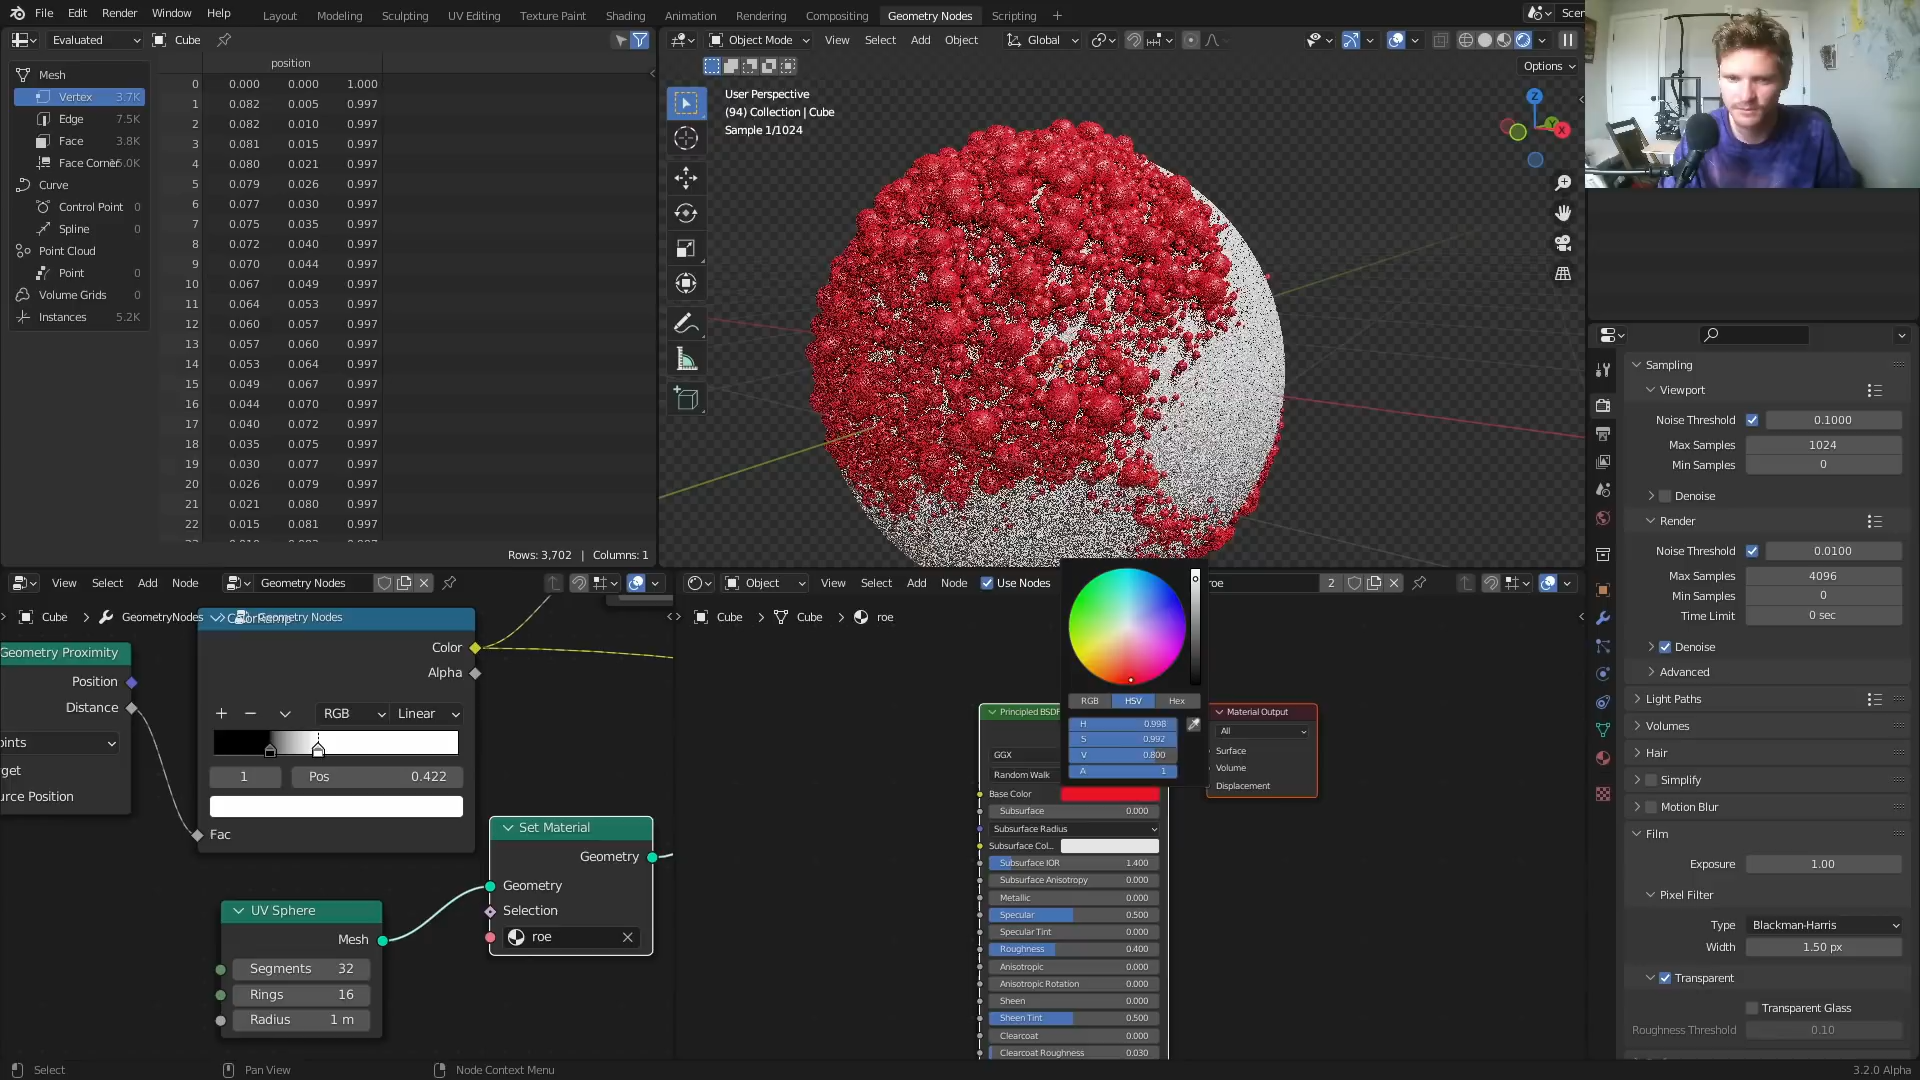 File Edit Render Window Help
Layout Modeling Sculpting UV Editing Texture Paint Shading Animation Rendering Compositing Geometry Nodes Scripting +
Scen
Evaluated Cube
Object Mode View Select Add Object Global
Options
position
Mesh
Vertex 3.7K
Edge 7.5K
Face 3.8K
Face Corner
Curve
Control Point 0
Spline 0
Point Cloud
Point 0
Volume Grids 0
Instances 5.2K
0 0.000 0.000 1.000
1 0.082 0.005 0.997
2 0.082 0.010 0.997
3 0.081 0.015 0.997
4 0.080 0.021 0.997
5 0.079 0.026 0.997
6 0.077 0.030 0.997
7 0.075 0.035 0.997
8 0.072 0.040 0.997
9 0.070 0.044 0.997
10 0.067 0.049 0.997
11 0.064 0.053 0.997
12 0.060 0.057 0.997
13 0.057 0.060 0.997
14 0.053 0.064 0.997
15 0.049 0.067 0.997
16 0.044 0.070 0.997
17 0.040 0.072 0.997
18 0.035 0.075 0.997
19 0.030 0.077 0.997
20 0.026 0.079 0.997
21 0.021 0.080 0.997
22 0.015 0.081 0.997
Rows: 3,702 | Columns: 1
User Perspective
(94) Collection | Cube
Sample 1/1024
Z
Y
X
Sampling
Viewport
Noise Threshold 0.1000
Max Samples 1024
Min Samples 0
Denoise
Render
Noise Threshold 0.0100
Max Samples 4096
Min Samples 0
Time Limit 0 sec
Denoise
Advanced
Light Paths
Volumes
Hair
Simplify
Motion Blur
Film
Exposure 1.00
Pixel Filter
Type Blackman-Harris
Width 1.50 px
Transparent
Transparent Glass
Roughness Threshold 0.10
View Select Add Node Geometry Nodes
Cube GeometryNodes Geometry Nodes
Geometry Proximity
Position
Distance
oints
get
urce Position
Color
Alpha
RGB Linear
1 Pos 0.422
Fac
Set Material
Geometry
Geometry
Selection
roe
UV Sphere
Mesh
Segments 32
Rings 16
Radius 1 m
Object View Select Add Node Use Nodes roe 2
Cube Cube roe
RGB HSV Hex
H 0.998
S 0.992
V 0.800
A 1
Principled BSDF
GGX
Random Walk
Base Color
Subsurface 0.000
Subsurface Radius
Subsurface Col..
Subsurface IOR 1.400
Subsurface Anisotropy 0.000
Metallic 0.000
Specular 0.500
Specular Tint 0.000
Roughness 0.400
Anisotropic 0.000
Anisotropic Rotation 0.000
Sheen 0.000
Sheen Tint 0.500
Clearcoat 0.000
Clearcoat Roughness 0.030
Material Output
All
Surface
Volume
Displacement
Select Pan View Node Context Menu 3.2.0 Alpha